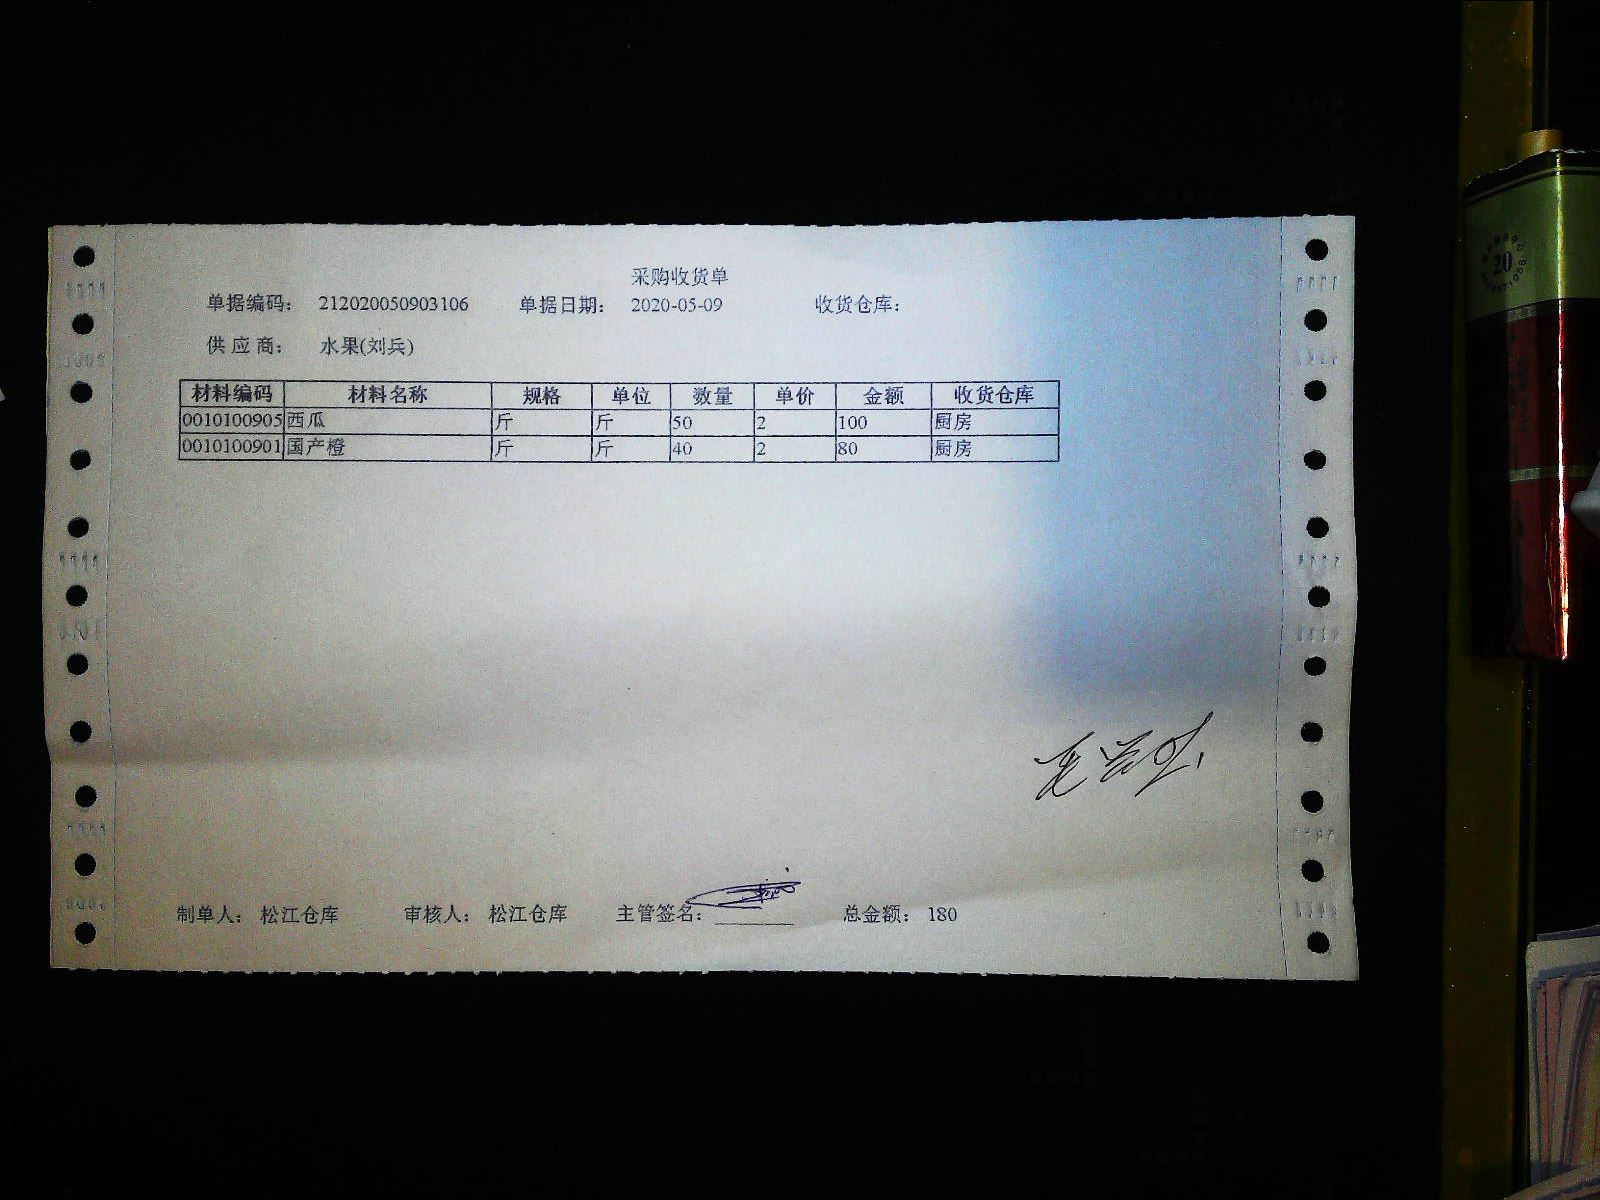 采购收货单
单据编码： 212020050903106 单据日期： 2020-05-09 收货仓库：
供应商： 水果(刘兵)
材料编码 材料名称 规格 单位 数量 单价 金额 收货仓库
0010100905 西瓜 斤 斤 50 2 100 厨房
0010100901 国产橙 斤 斤 40 2 80 厨房
制单人： 松江仓库 审核人： 松江仓库 主管签名： 总金额： 180
20